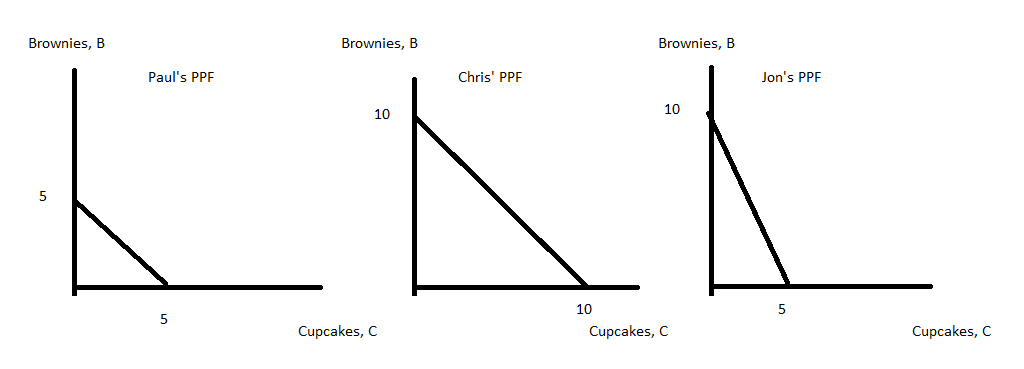 Brownies, B
Paul's PPF
5
5
Cupcakes, C
Brownies, B
Chris' PPF
10
10
Cupcakes, C
Brownies, B
Jon's PPF
10
5
Cupcakes, C